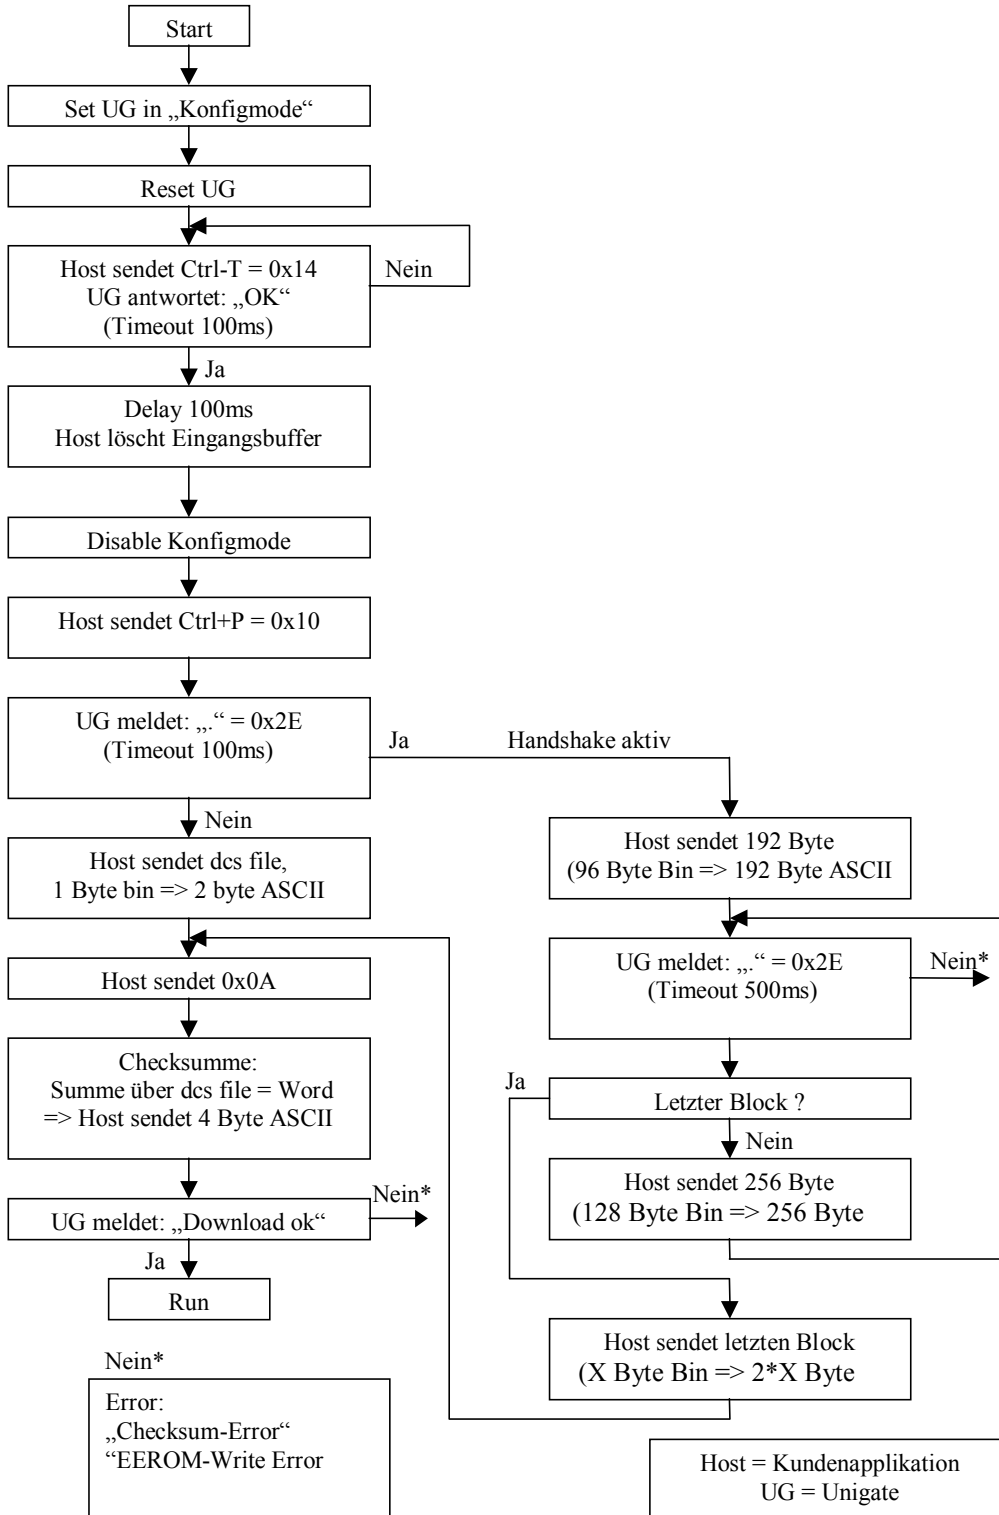 Start
Set UG in „Konfigmode“
Reset UG
Host sendet Ctrl-T = 0x14
UG antwortet: „OK“
(Timeout 100ms)
Nein
Ja
Delay 100ms
Host löscht Eingangsbuffer
Disable Konfigmode
Host sendet Ctrl+P = 0x10
UG meldet: „.“ = 0x2E
(Timeout 100ms)
Ja
Handshake aktiv
Nein
Host sendet dcs file,
1 Byte bin => 2 byte ASCII
Host sendet 0x0A
Checksumme:
Summe über dcs file = Word
=> Host sendet 4 Byte ASCII
UG meldet: „Download ok“
Nein*
Ja
Run
Host sendet 192 Byte
(96 Byte Bin => 192 Byte ASCII
UG meldet: „.“ = 0x2E
(Timeout 500ms)
Nein*
Ja
Letzter Block ?
Nein
Host sendet 256 Byte
(128 Byte Bin => 256 Byte
Host sendet letzten Block
(X Byte Bin => 2*X Byte
Nein*
Error:
„Checksum-Error“
“EEROM-Write Error
Host = Kundenapplikation
UG = Unigate